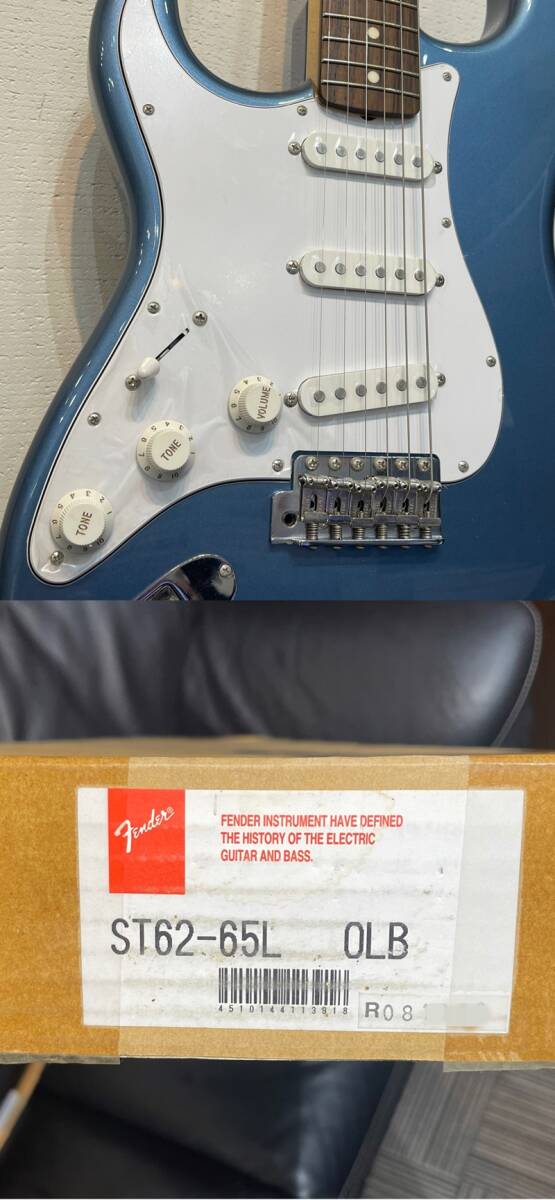 VOLUME
TONE
TONE
Fender®
FENDER INSTRUMENT HAVE DEFINED
THE HISTORY OF THE ELECTRIC
GUITAR AND BASS.
ST62-65L OLB
4510144113918
R08